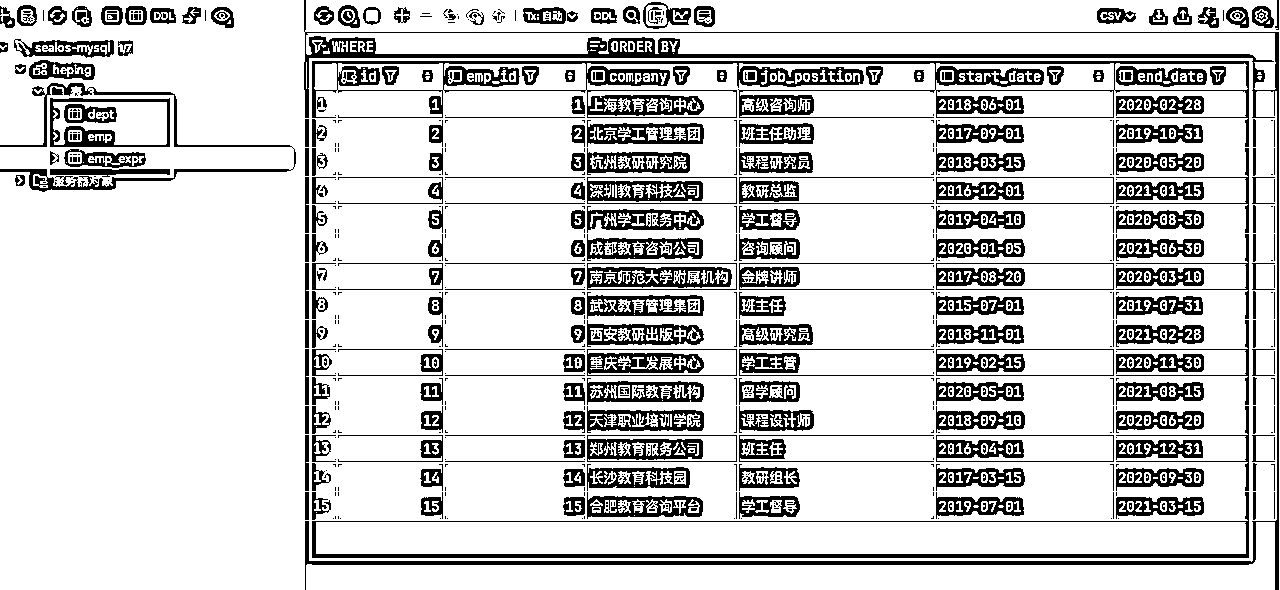 DDL Tx: 自动 DDL CSV
sealos-mysql 1/7
heping
表 3
dept
emp
emp_expr
服务器对象
WHERE ORDER BY
id emp_id company job_position start_date end_date
1 1 1 上海教育咨询中心 高级咨询师 2018-06-01 2020-02-28
2 2 2 北京学工管理集团 班主任助理 2017-09-01 2019-10-31
3 3 3 杭州教研研究院 课程研究员 2018-03-15 2020-05-20
4 4 4 深圳教育科技公司 教研总监 2016-12-01 2021-01-15
5 5 5 广州学工服务中心 学工督导 2019-04-10 2020-08-30
6 6 6 成都教育咨询公司 咨询顾问 2020-01-05 2021-06-30
7 7 7 南京师范大学附属机构 金牌讲师 2017-08-20 2020-03-10
8 8 8 武汉教育管理集团 班主任 2015-07-01 2019-07-31
9 9 9 西安教研出版中心 高级研究员 2018-11-01 2021-02-28
10 10 10 重庆学工发展中心 学工主管 2019-02-15 2020-11-30
11 11 11 苏州国际教育机构 留学顾问 2020-05-01 2021-08-15
12 12 12 天津职业培训学院 课程设计师 2018-09-10 2020-06-20
13 13 13 郑州教育服务公司 班主任 2016-04-01 2019-12-31
14 14 14 长沙教育科技园 教研组长 2017-03-15 2020-09-30
15 15 15 合肥教育咨询平台 学工督导 2019-07-01 2021-03-15